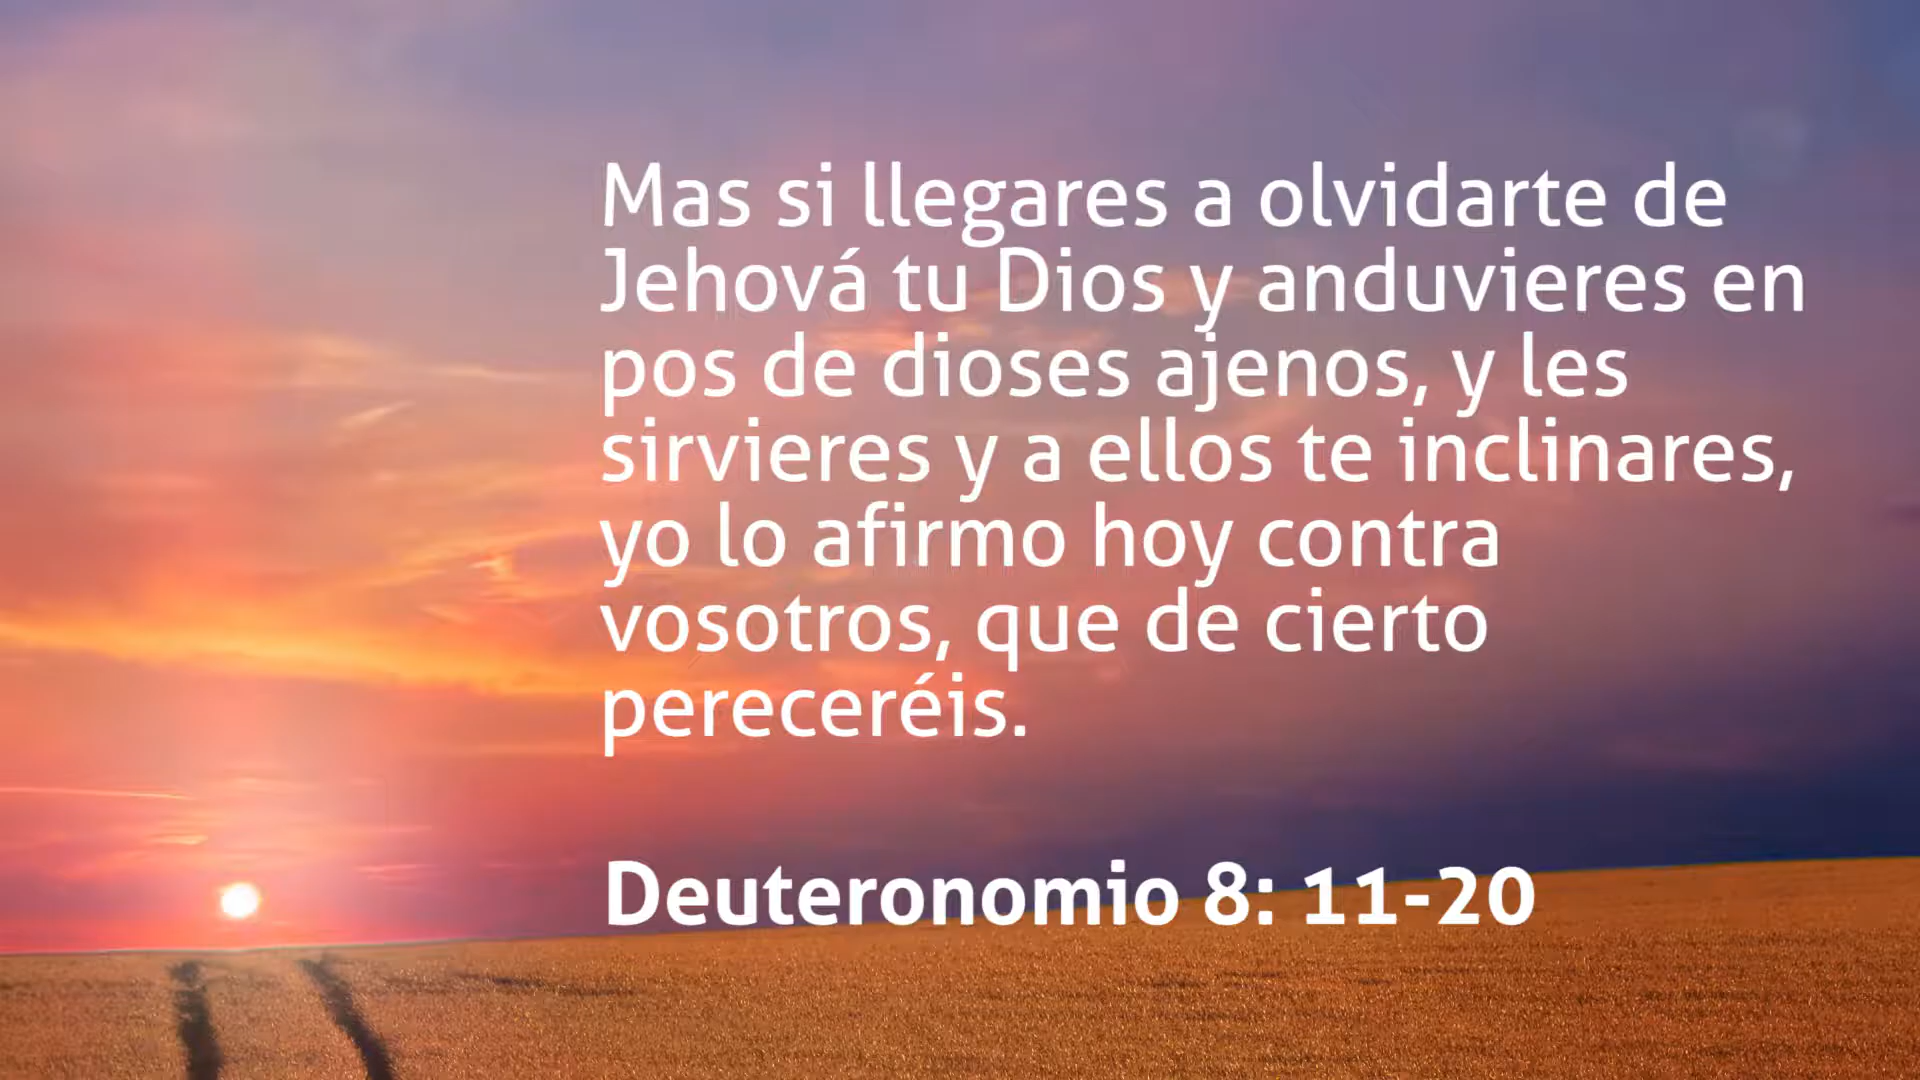 Mas si llegares a olvidarte de
Jehová tu Dios y anduvieres en
pos de dioses ajenos, y les
sirvieres y a ellos te inclinares,
yo lo afirmo hoy contra
vosotros, que de cierto
pereceréis.
Deuteronomio 8: 11-20